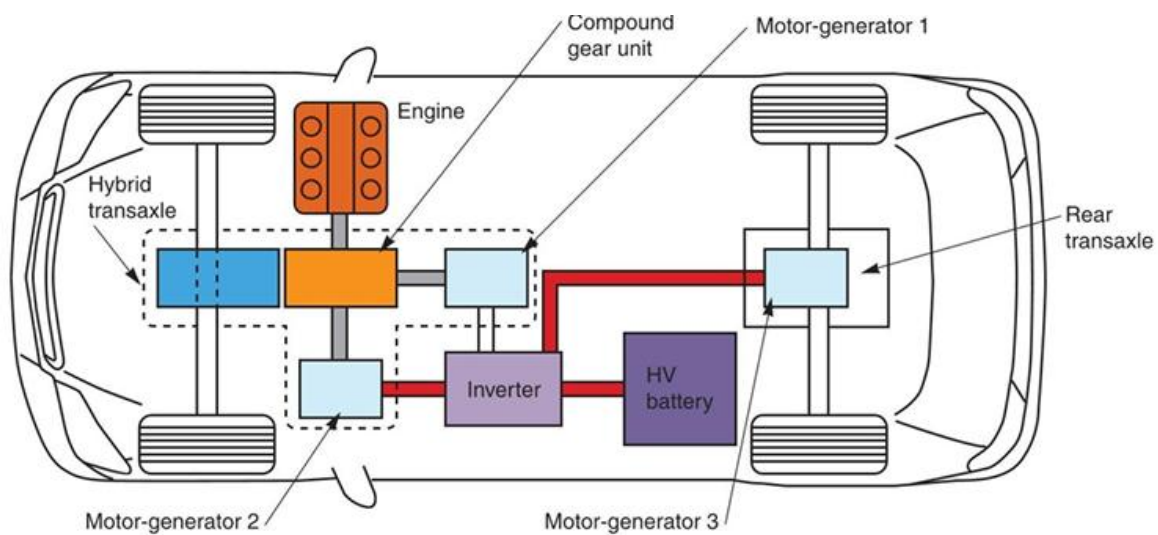 Compound
gear unit
Motor-generator 1
Engine
Hybrid
transaxle
Rear
transaxle
Inverter
HV
battery
Motor-generator 2
Motor-generator 3